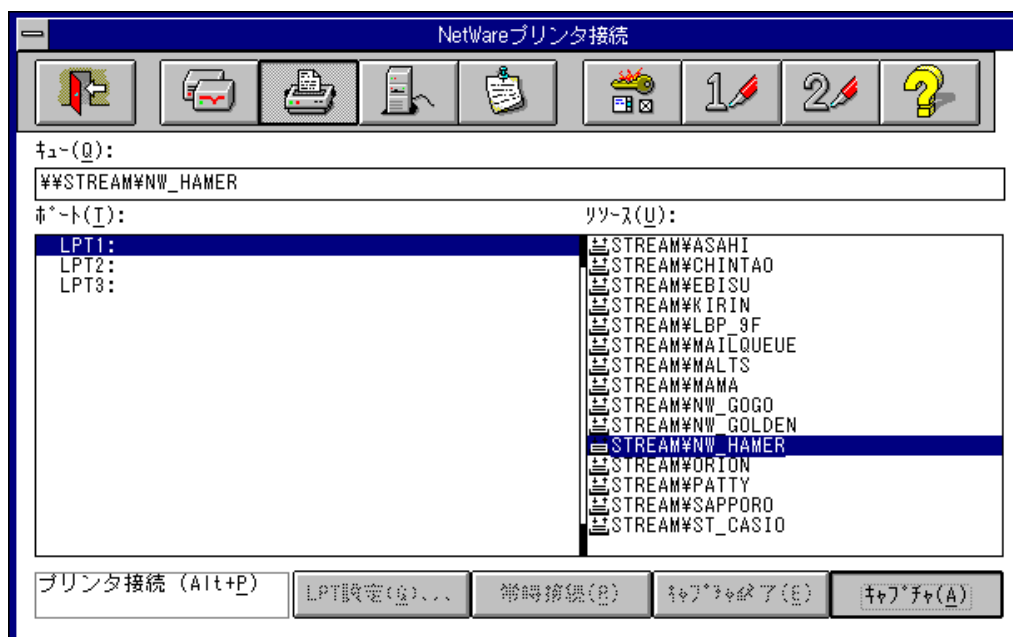 NetWareプリンタ接続
1 2 ?
ｷｭｰ(Q):
¥¥STREAM¥NW_HAMER
ﾎﾟｰﾄ(T):
LPT1:
LPT2:
LPT3:
ﾘｿｰｽ(U):
STREAM¥ASAHI
STREAM¥CHINTAO
STREAM¥EBISU
STREAM¥KIRIN
STREAM¥LBP_9F
STREAM¥MAILQUEUE
STREAM¥MALTS
STREAM¥MAMA
STREAM¥NW_GOGO
STREAM¥NW_GOLDEN
STREAM¥NW_HAMER
STREAM¥ORION
STREAM¥PATTY
STREAM¥SAPPORO
STREAM¥ST_CASIO
プリンタ接続 (Alt+P)
LPT設定(G)...
常時接続(R)
ｷｬﾌﾟﾁｬ終了(E)
ｷｬﾌﾟﾁｬ(A)